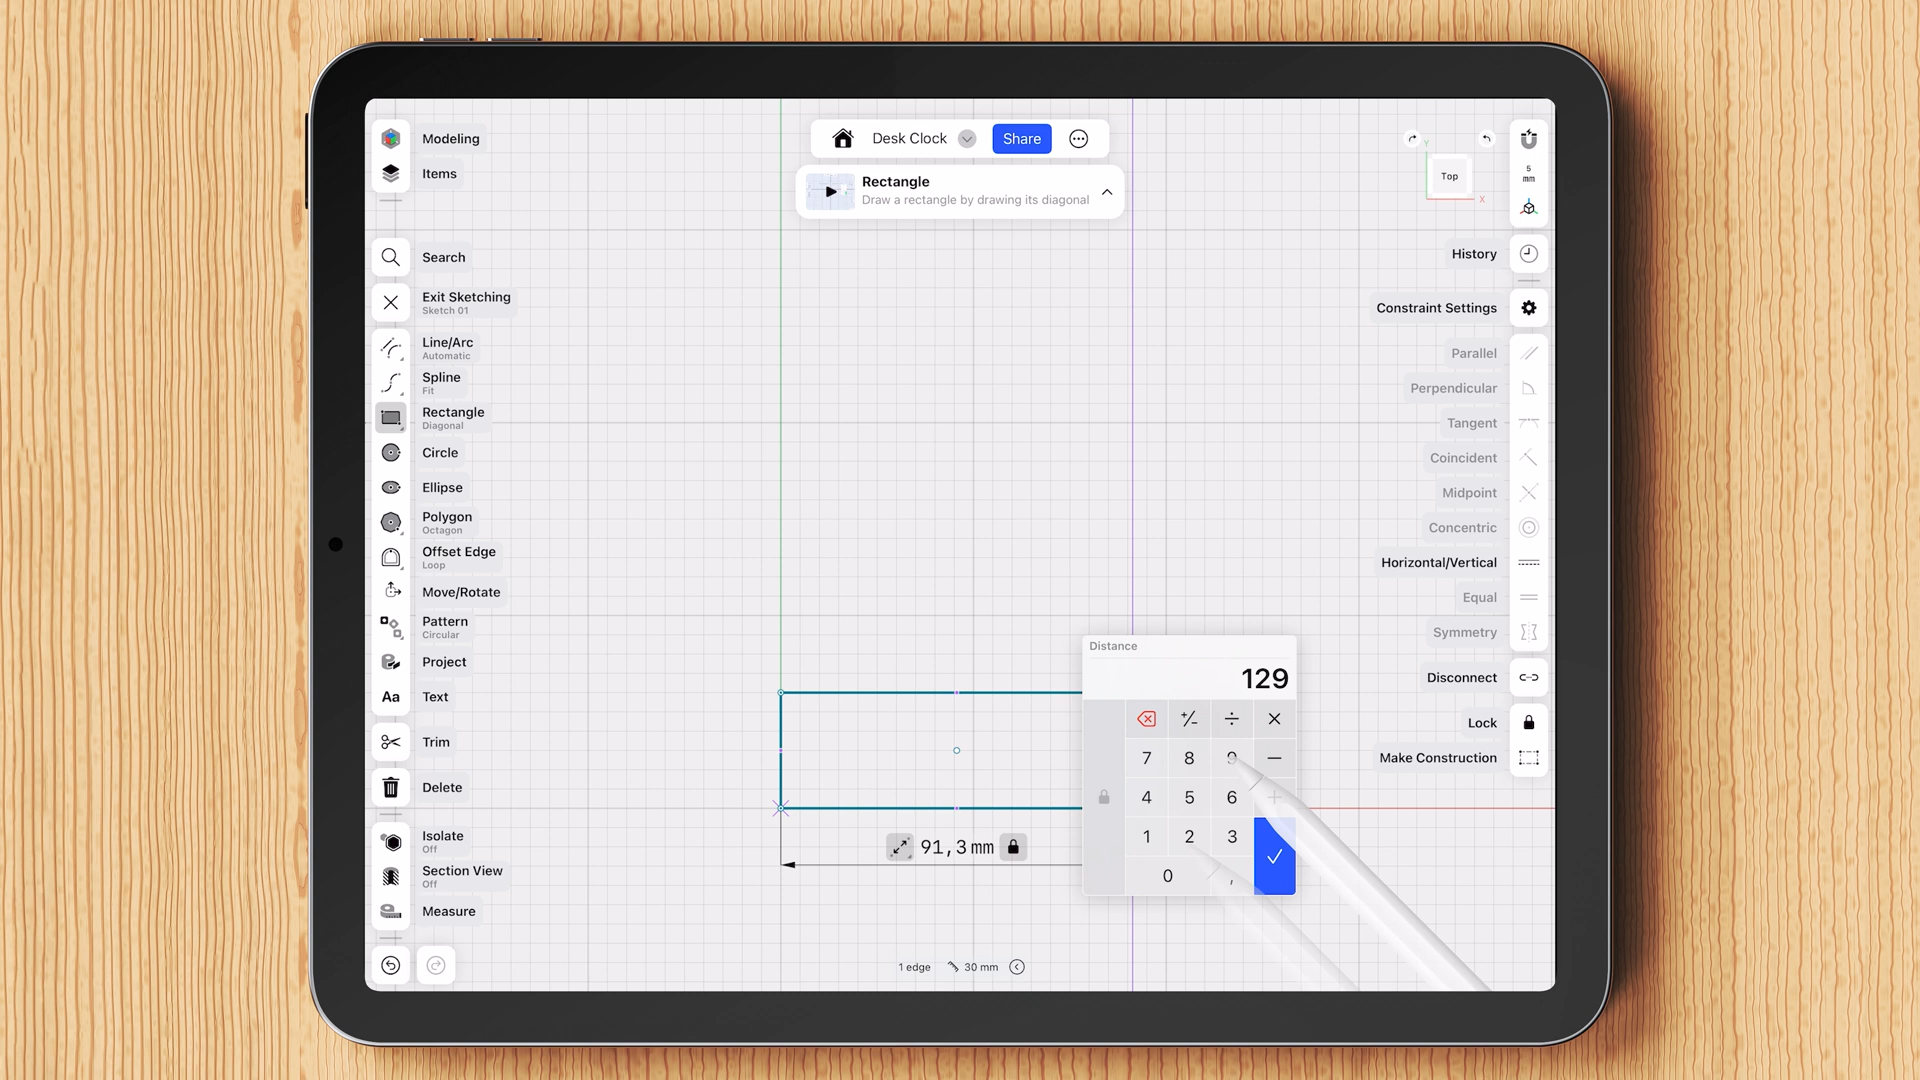 Modeling
Items
Search
Exit Sketching
Sketch 01
Line/Arc
Automatic
Spline
Fit
Rectangle
Diagonal
Circle
Ellipse
Polygon
Octagon
Offset Edge
Loop
Move/Rotate
Pattern
Circular
Project
Aa Text
Trim
Delete
Isolate
Off
Section View
Off
Measure
Desk Clock
Share
Rectangle
Draw a rectangle by drawing its diagonal
91,3 mm
Distance
129
+/- ÷ ×
7 8 9 −
4 5 6 +
1 2 3
0 ,
1 edge 30 mm
Y
Top
X
5
mm
History
Constraint Settings
Parallel
Perpendicular
Tangent
Coincident
Midpoint
Concentric
Horizontal/Vertical
Equal
Symmetry
Disconnect
Lock
Make Construction